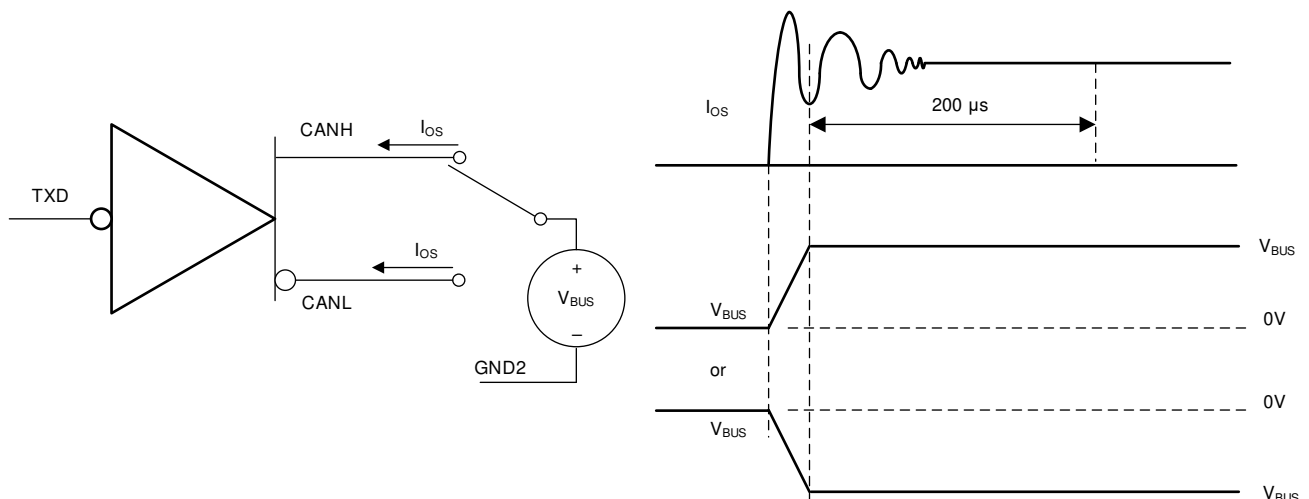 TXD
CANH
I_OS
I_OS
CANL
+
V_BUS
–
GND2
I_OS
200 µs
V_BUS
V_BUS
0V
or
0V
V_BUS
V_BUS